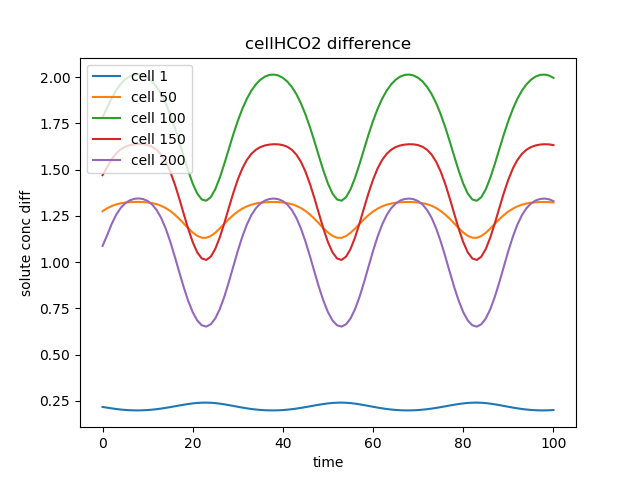 cellHCO2 difference
cell 1
cell 50
cell 100
cell 150
cell 200
solute conc diff
2.00
1.75
1.50
1.25
1.00
0.75
0.50
0.25
0
20
40
60
80
100
time